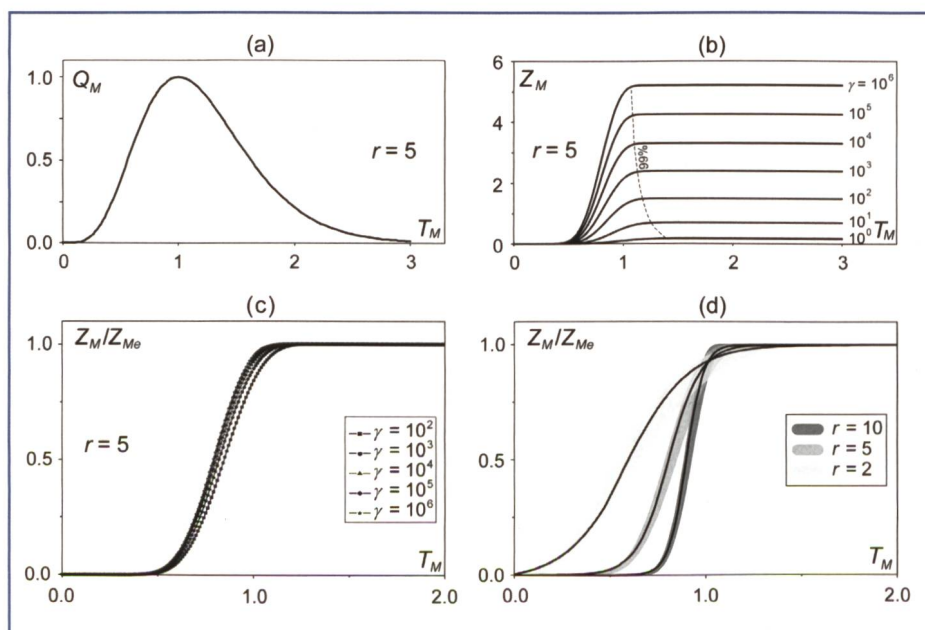 (a)
Q_M
1.0
0.5
0.0
r = 5
T_M
0 1 2 3
(b)
Z_M
6
4
2
0
r = 5
99%
γ = 10^6
10^5
10^4
10^3
10^2
10^1
10^0
T_M
0 1 2 3
(c)
Z_M/Z_Me
1.0
0.5
0.0
r = 5
γ = 10^2
γ = 10^3
γ = 10^4
γ = 10^5
γ = 10^6
T_M
0.0 1.0 2.0
(d)
Z_M/Z_Me
1.0
0.5
0.0
r = 10
r = 5
r = 2
T_M
0.0 1.0 2.0